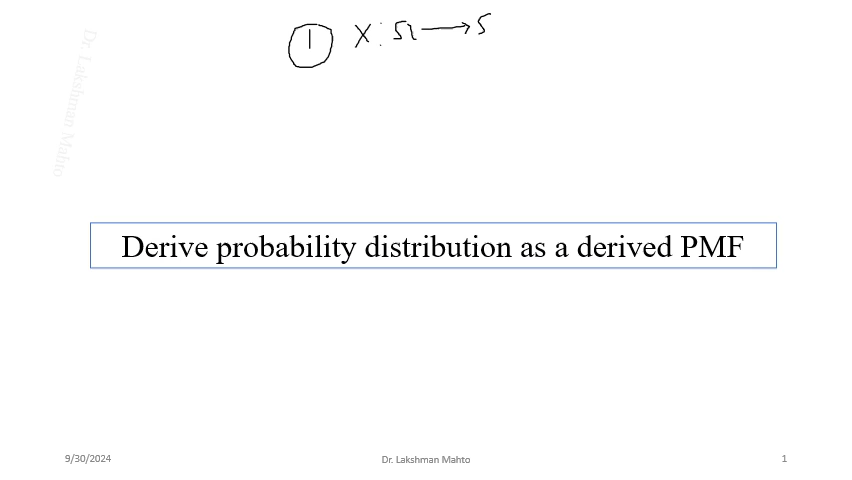 ① X : Ω → S
Dr. Lakshman Mahto
Derive probability distribution as a derived PMF
9/30/2024 Dr. Lakshman Mahto 1